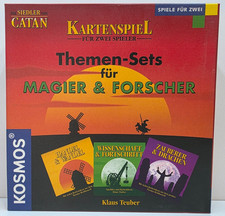 DIE SIEDLER VON
CATAN
KARTENSPIEL
FÜR ZWEI SPIELER
SPIELE FÜR ZWEI
Themen-Sets
für
MAGIER & FORSCHER
WISSENSCHAFT
& FORTSCHRITT
ZAUBERER
& DRACHEN
KOSMOS
Klaus Teuber